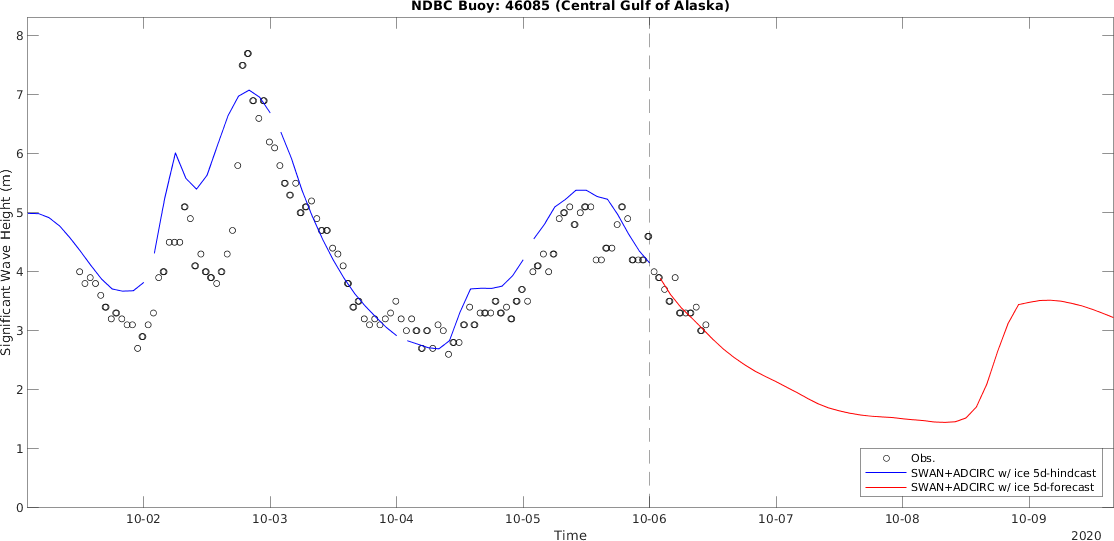 NDBC Buoy: 46085 (Central Gulf of Alaska)
8
7
6
5
4
3
2
1
0
Significant Wave Height (m)
Obs.
SWAN+ADCIRC w/ ice 5d-hindcast
SWAN+ADCIRC w/ ice 5d-forecast
10-02 10-03 10-04 10-05 10-06 10-07 10-08 10-09
Time
2020